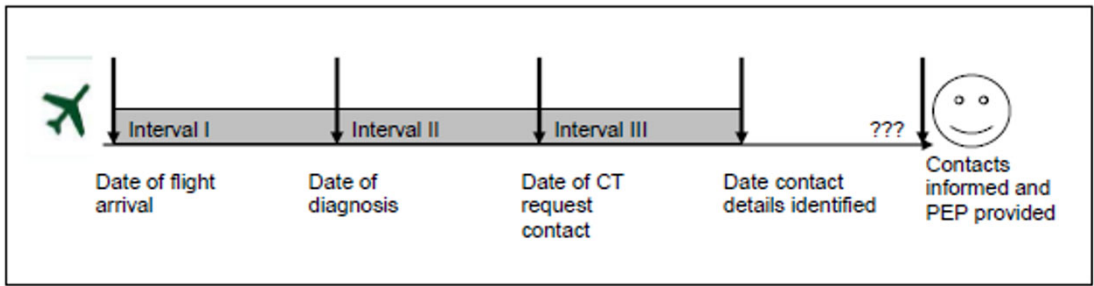 Interval I
Interval II
Interval III
???
Date of flight
arrival
Date of
diagnosis
Date of CT
request
contact
Date contact
details identified
Contacts
informed and
PEP provided